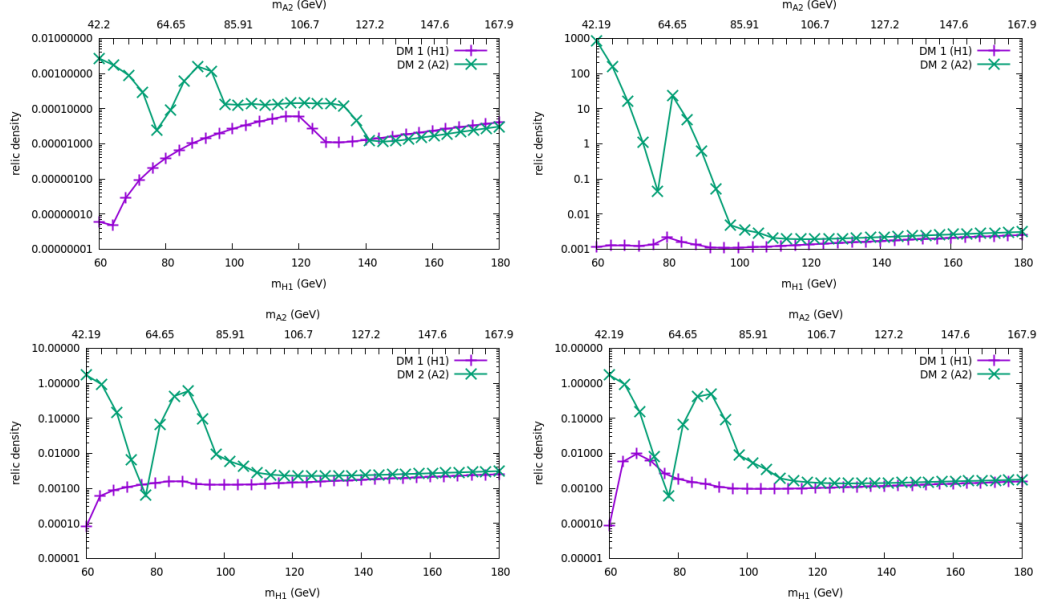 m_A2 (GeV)
42.2 64.65 85.91 106.7 127.2 147.6 167.9
0.01000000
0.00100000
0.00010000
0.00001000
0.00000100
0.00000010
0.00000001
relic density
DM 1 (H1)
DM 2 (A2)
60 80 100 120 140 160 180
m_H1 (GeV)
m_A2 (GeV)
42.19 64.65 85.91 106.7 127.2 147.6 167.9
1000
100
10
1
0.1
0.01
0.001
relic density
DM 1 (H1)
DM 2 (A2)
60 80 100 120 140 160 180
m_H1 (GeV)
m_A2 (GeV)
42.19 64.65 85.91 106.7 127.2 147.6 167.9
10.00000
1.00000
0.10000
0.01000
0.00100
0.00010
0.00001
relic density
DM 1 (H1)
DM 2 (A2)
60 80 100 120 140 160 180
m_H1 (GeV)
m_A2 (GeV)
42.19 64.65 85.91 106.7 127.2 147.6 167.9
10.00000
1.00000
0.10000
0.01000
0.00100
0.00010
0.00001
relic density
DM 1 (H1)
DM 2 (A2)
60 80 100 120 140 160 180
m_H1 (GeV)